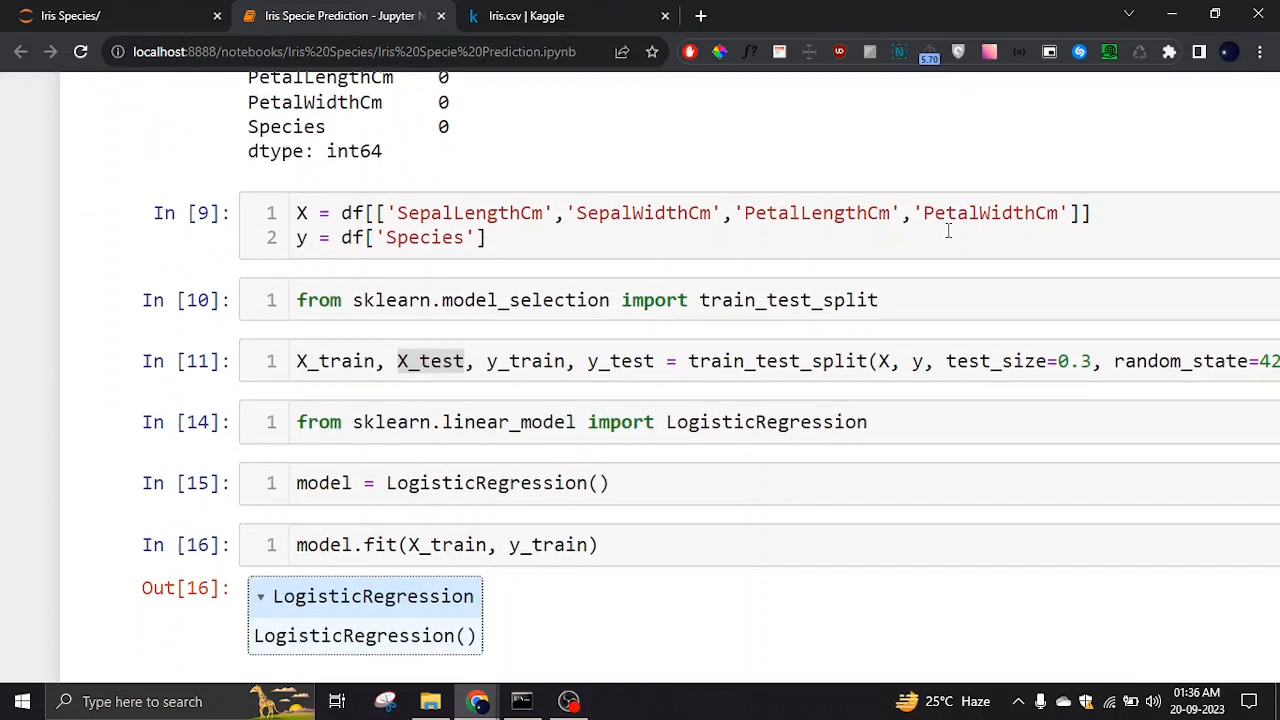 Iris Species/
Iris Specie Prediction - Jupyter N
Iris.csv | Kaggle
localhost:8888/notebooks/Iris%20Species/Iris%20Specie%20Prediction.ipynb
5.70
PetalLengthCm 0
PetalWidthCm 0
Species 0
dtype: int64
In [9]: 1 X = df[['SepalLengthCm','SepalWidthCm','PetalLengthCm','PetalWidthCm']]
2 y = df['Species']
In [10]: 1 from sklearn.model_selection import train_test_split
In [11]: 1 X_train, X_test, y_train, y_test = train_test_split(X, y, test_size=0.3, random_state=42
In [14]: 1 from sklearn.linear_model import LogisticRegression
In [15]: 1 model = LogisticRegression()
In [16]: 1 model.fit(X_train, y_train)
Out[16]: ▾ LogisticRegression
LogisticRegression()
Type here to search
25°C Haze
01:36 AM
20-09-2023